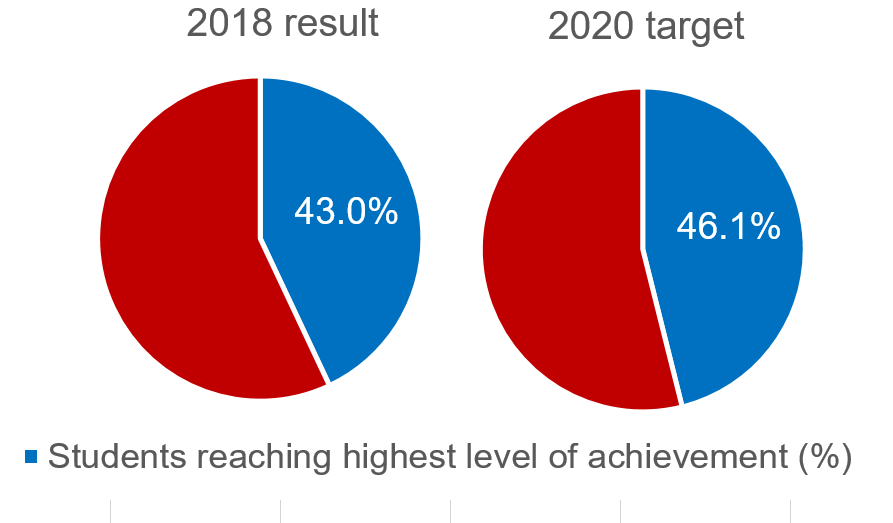 2018 result
2020 target
43.0%
46.1%
Students reaching highest level of achievement (%)